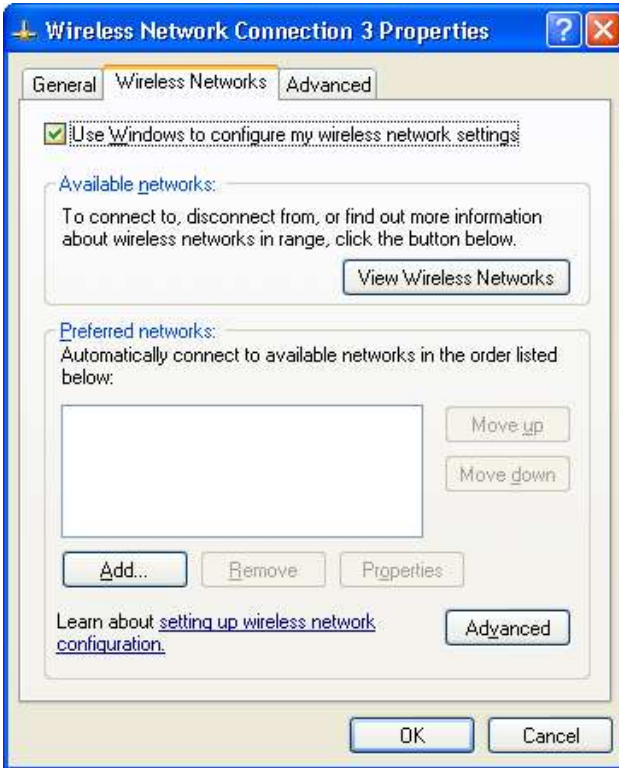 Wireless Network Connection 3 Properties
?
X
General
Wireless Networks
Advanced
Use Windows to configure my wireless network settings
Available networks:
To connect to, disconnect from, or find out more information
about wireless networks in range, click the button below.
View Wireless Networks
Preferred networks:
Automatically connect to available networks in the order listed
below:
Move up
Move down
Add...
Remove
Properties
Learn about setting up wireless network
configuration.
Advanced
OK
Cancel